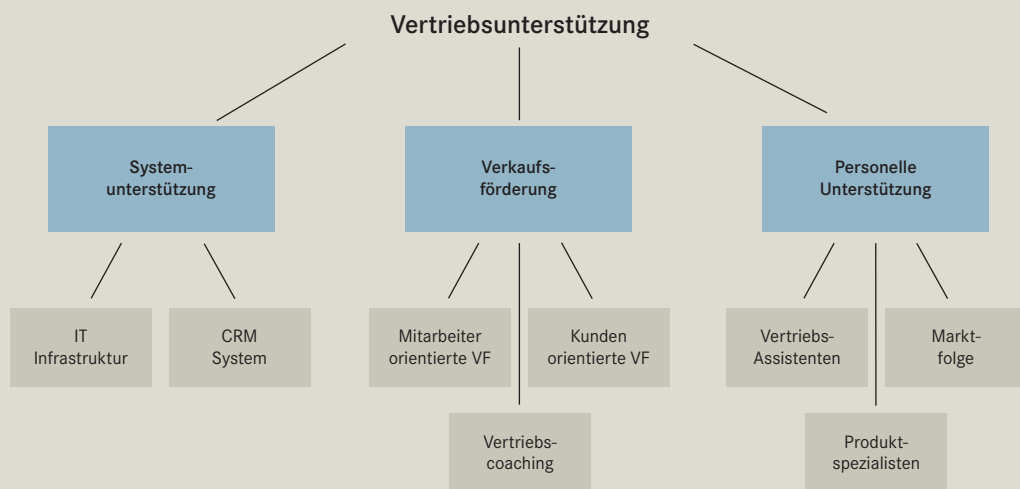 Vertriebsunterstützung
System-
unterstützung
Verkaufs-
förderung
Personelle
Unterstützung
IT
Infrastruktur
CRM
System
Mitarbeiter
orientierte VF
Kunden
orientierte VF
Vertriebs-
Assistenten
Markt-
folge
Vertriebs-
coaching
Produkt-
spezialisten